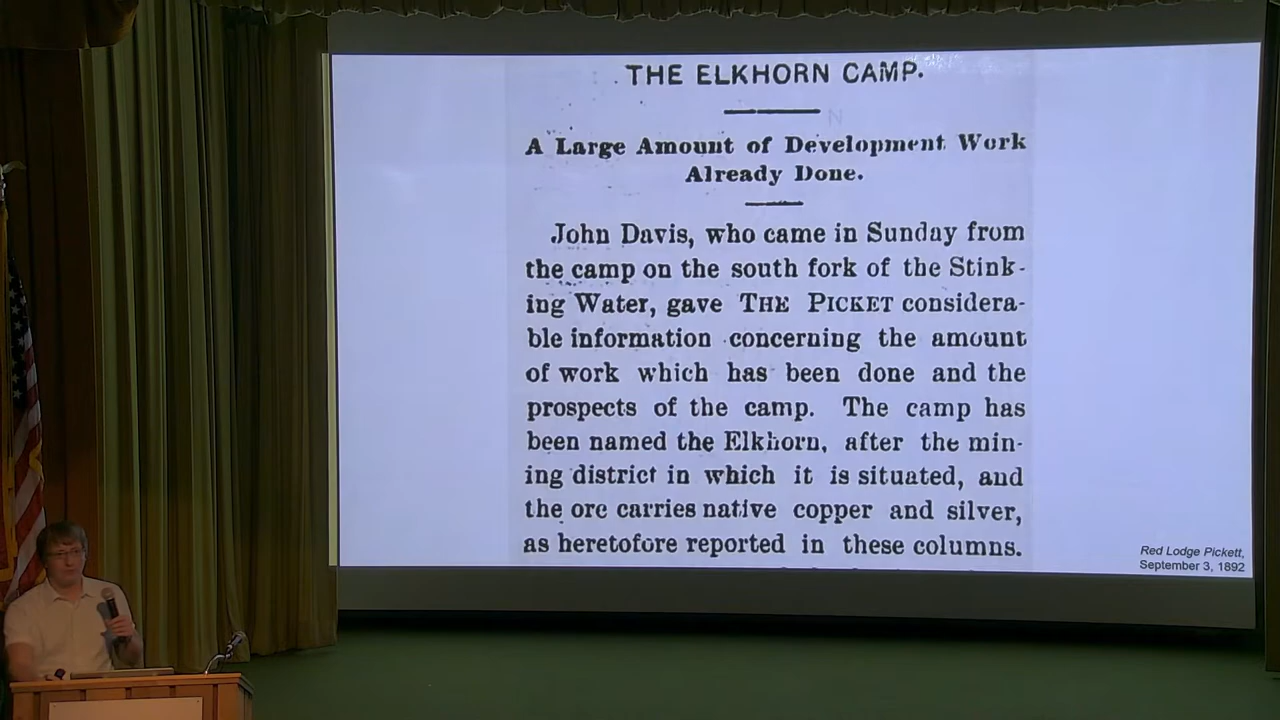 THE ELKHORN CAMP.
A Large Amount of Development Work
Already Done.
John Davis, who came in Sunday from
the camp on the south fork of the Stink-
ing Water, gave THE PICKET considera-
ble information concerning the amount
of work which has been done and the
prospects of the camp. The camp has
been named the Elkhorn, after the min-
ing district in which it is situated, and
the ore carries native copper and silver,
as heretofore reported in these columns.
Red Lodge Pickett,
September 3, 1892